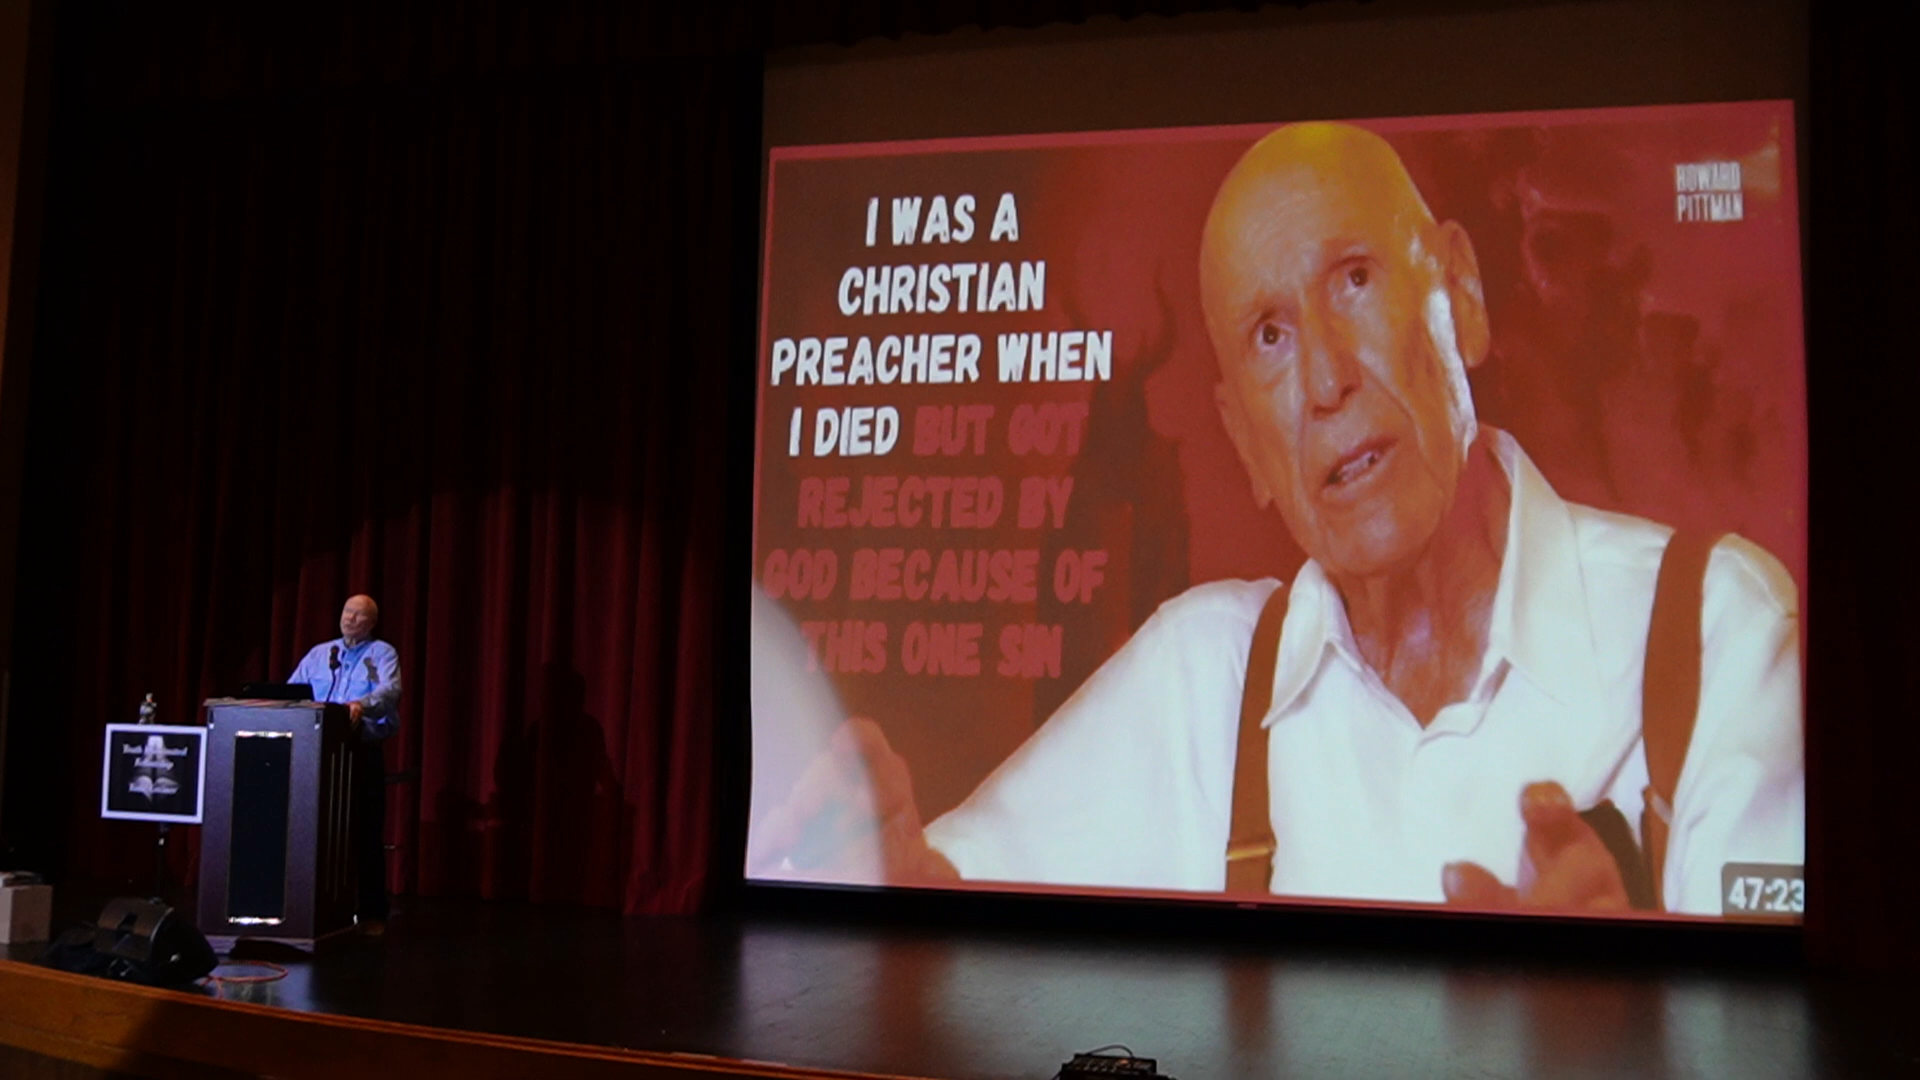 I WAS A
CHRISTIAN
PREACHER WHEN
I DIED BUT GOT
REJECTED BY
GOD BECAUSE OF
THIS ONE SIN
HOWARD
PITTMAN
47:23
Fellowship